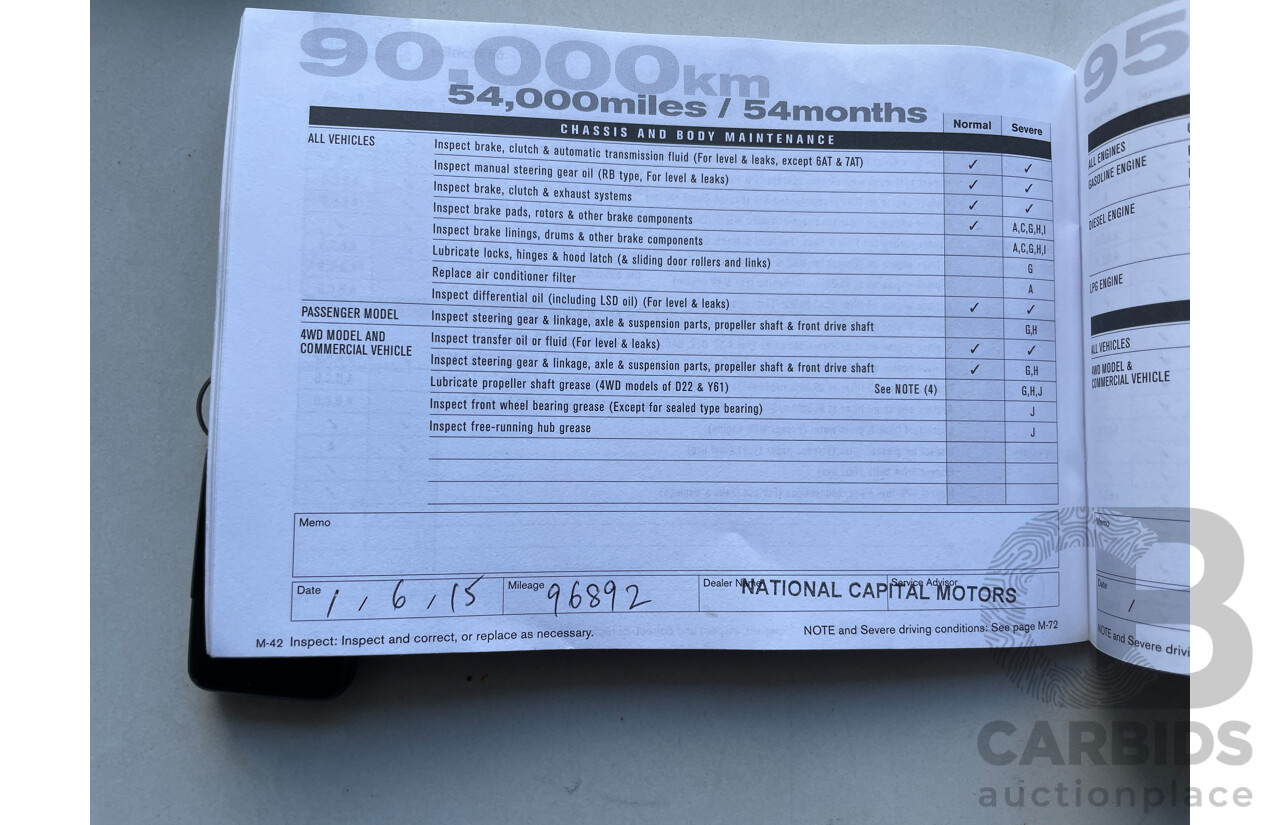 90,000km
54,000miles / 54months
CHASSIS AND BODY MAINTENANCE Normal Severe
ALL VEHICLES Inspect brake, clutch & automatic transmission fluid (For level & leaks, except 6AT & 7AT) ✓ ✓
Inspect manual steering gear oil (RB type, For level & leaks) ✓ ✓
Inspect brake, clutch & exhaust systems ✓ ✓
Inspect brake pads, rotors & other brake components ✓ A,C,G,H,I
Inspect brake linings, drums & other brake components A,C,G,H,I
Lubricate locks, hinges & hood latch (& sliding door rollers and links) G
Replace air conditioner filter A
Inspect differential oil (including LSD oil) (For level & leaks) ✓ ✓
PASSENGER MODEL Inspect steering gear & linkage, axle & suspension parts, propeller shaft & front drive shaft G,H
4WD MODEL AND Inspect transfer oil or fluid (For level & leaks) ✓ ✓
COMMERCIAL VEHICLE Inspect steering gear & linkage, axle & suspension parts, propeller shaft & front drive shaft ✓ G,H
Lubricate propeller shaft grease (4WD models of D22 & Y61) See NOTE (4) G,H,J
Inspect front wheel bearing grease (Except for sealed type bearing) J
Inspect free-running hub grease J
Memo
Date 1, 6, 15 Mileage 96892 Dealer Name Service Advisor
NATIONAL CAPITAL MOTORS
M-42 Inspect: Inspect and correct, or replace as necessary. NOTE and Severe driving conditions: See page M-72
95
ALL ENGINES
GASOLINE ENGINE
DIESEL ENGINE
LPG ENGINE
ALL VEHICLES
4WD MODEL &
COMMERCIAL VEHICLE
Memo
Date /
NOTE and Severe drivi
CARBIDS
auctionplace